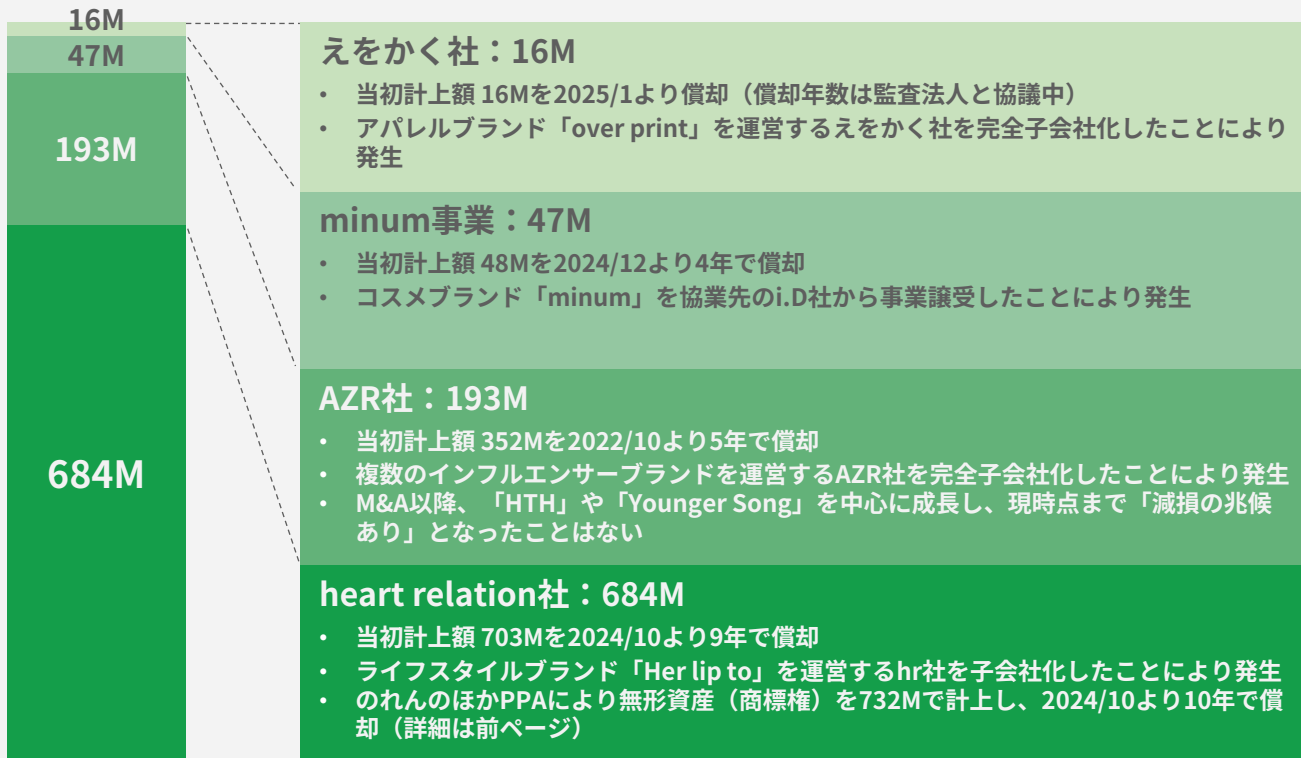 16M
47M
193M
684M
えをかく社：16M
• 当初計上額 16Mを2025/1より償却（償却年数は監査法人と協議中）
• アパレルブランド「over print」を運営するえをかく社を完全子会社化したことにより
発生
minum事業：47M
• 当初計上額 48Mを2024/12より4年で償却
• コスメブランド「minum」を協業先のi.D社から事業譲受したことにより発生
AZR社：193M
• 当初計上額 352Mを2022/10より5年で償却
• 複数のインフルエンサーブランドを運営するAZR社を完全子会社化したことにより発生
• M&A以降、「HTH」や「Younger Song」を中心に成長し、現時点まで「減損の兆候
あり」となったことはない
heart relation社：684M
• 当初計上額 703Mを2024/10より9年で償却
• ライフスタイルブランド「Her lip to」を運営するhr社を子会社化したことにより発生
• のれんのほかPPAにより無形資産（商標権）を732Mで計上し、2024/10より10年で償
却（詳細は前ページ）